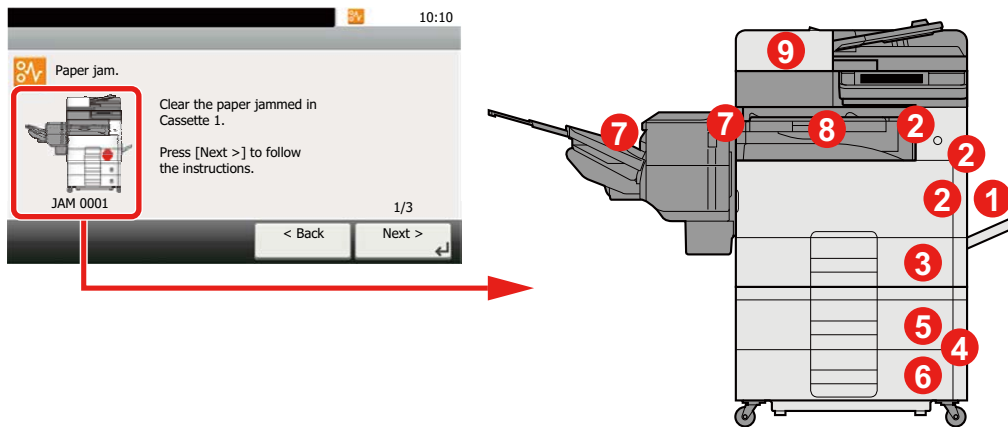 10:10
Paper jam.
Clear the paper jammed in
Cassette 1.
Press [Next >] to follow
the instructions.
JAM 0001
1/3
< Back
Next >
9
7
7
8
2
2
2
1
3
5
4
6